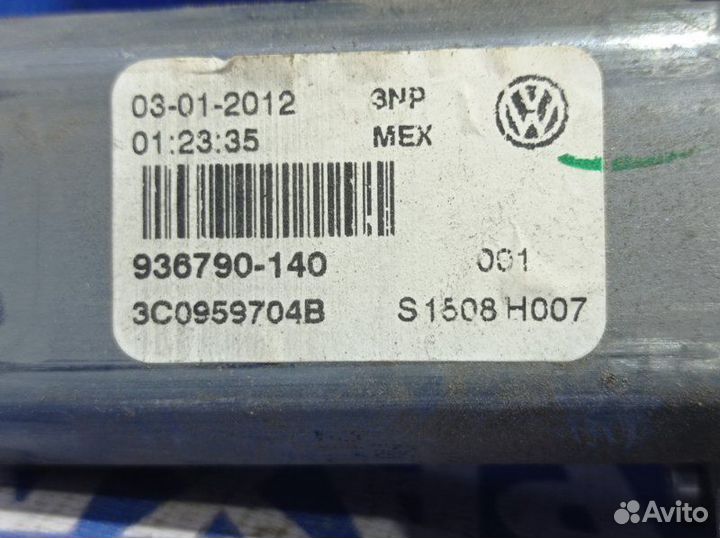 03-01-2012 3NP
01:23:35 MEX
936790-140 001
3C0959704B S1508 H007
Avito